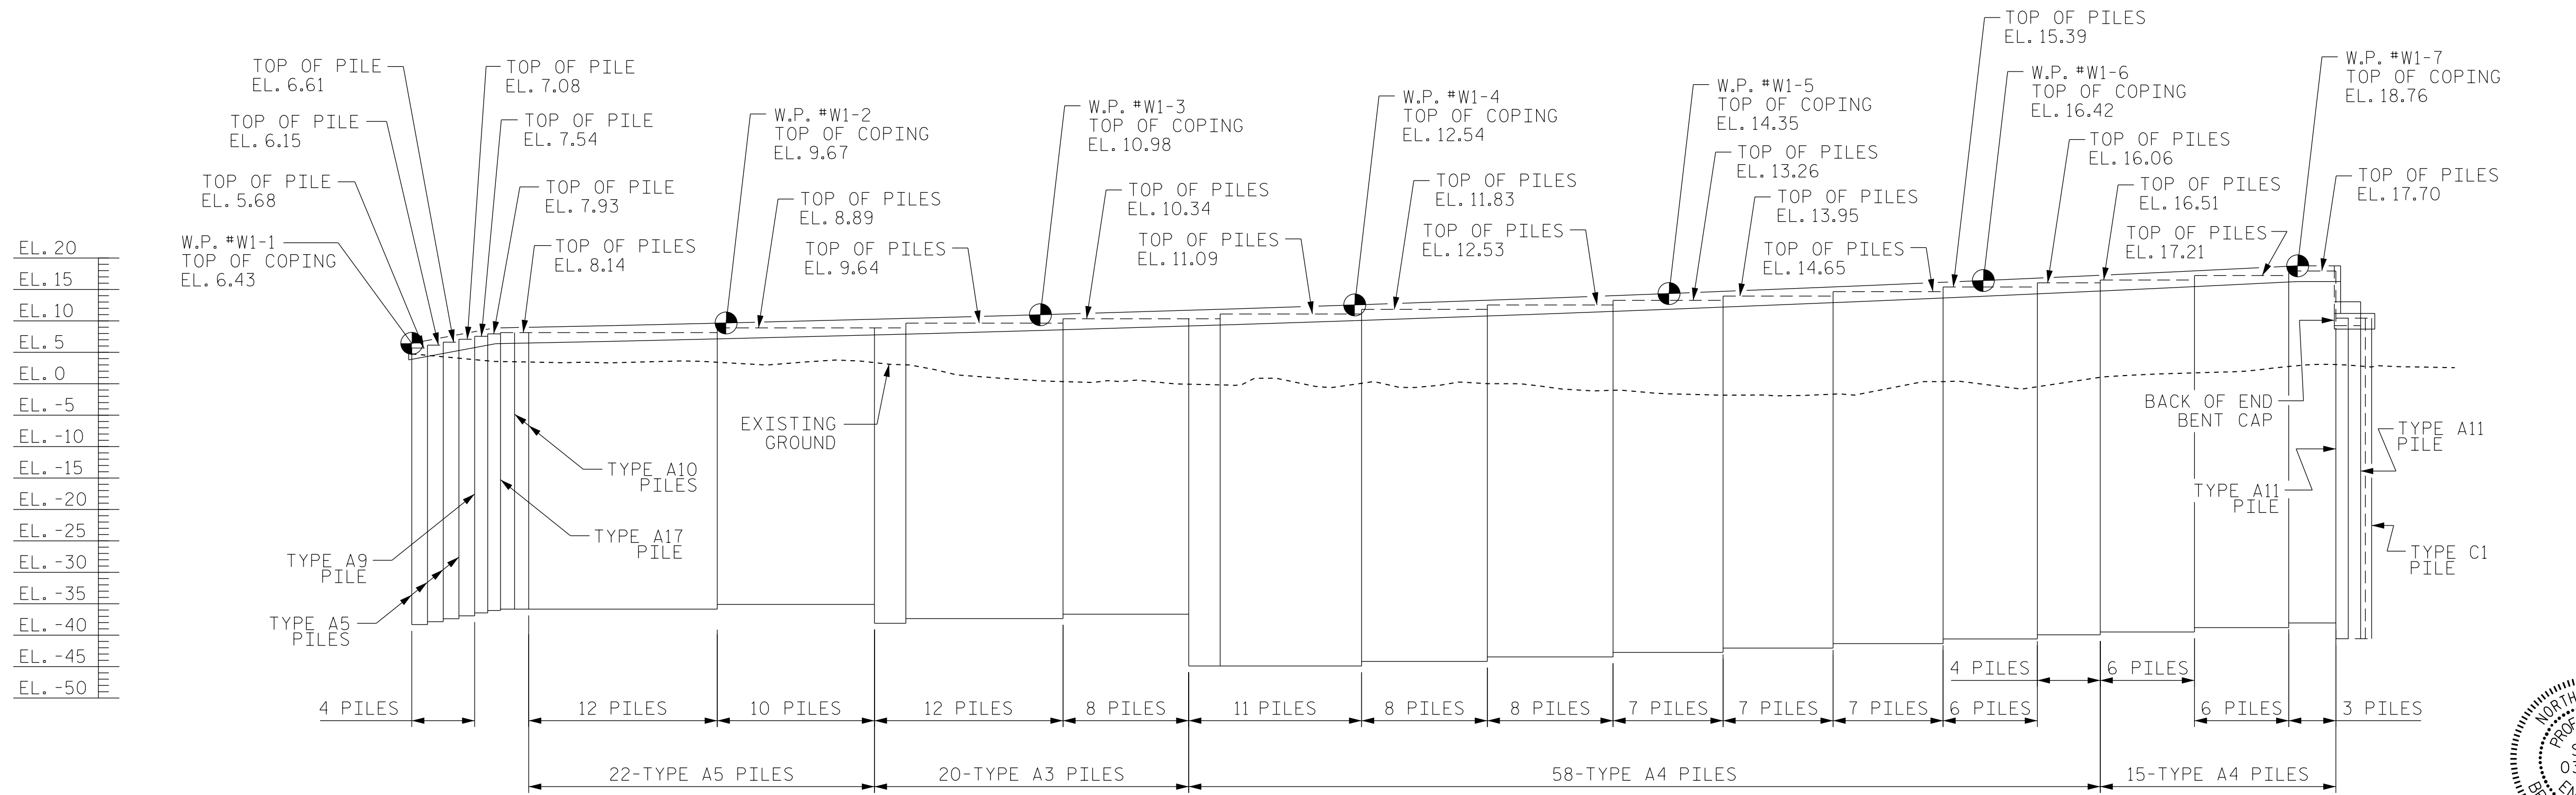 TOP OF PILES
EL. 15.39
TOP OF PILE
EL. 6.61
TOP OF PILE
EL. 7.08
W.P. #W1-7
TOP OF COPING
EL. 18.76
W.P. #W1-6
TOP OF COPING
EL. 16.42
W.P. #W1-5
TOP OF COPING
EL. 14.35
W.P. #W1-4
TOP OF COPING
EL. 12.54
W.P. #W1-3
TOP OF COPING
EL. 10.98
W.P. #W1-2
TOP OF COPING
EL. 9.67
TOP OF PILE
EL. 6.15
TOP OF PILE
EL. 7.54
TOP OF PILES
EL. 16.06
TOP OF PILES
EL. 13.26
TOP OF PILE
EL. 5.68
TOP OF PILE
EL. 7.93
TOP OF PILES
EL. 8.89
TOP OF PILES
EL. 10.34
TOP OF PILES
EL. 11.83
TOP OF PILES
EL. 13.95
TOP OF PILES
EL. 16.51
TOP OF PILES
EL. 17.70
W.P. #W1-1
TOP OF COPING
EL. 6.43
TOP OF PILES
EL. 8.14
TOP OF PILES
EL. 9.64
TOP OF PILES
EL. 11.09
TOP OF PILES
EL. 12.53
TOP OF PILES
EL. 14.65
TOP OF PILES
EL. 17.21
EL. 20
EL. 15
EL. 10
EL. 5
EL. 0
EL. -5
EL. -10
EL. -15
EL. -20
EL. -25
EL. -30
EL. -35
EL. -40
EL. -45
EL. -50
EXISTING
GROUND
BACK OF END
BENT CAP
TYPE A11
PILE
TYPE A10
PILES
TYPE A11
PILE
TYPE A17
PILE
TYPE A9
PILE
TYPE C1
PILE
TYPE A5
PILES
4 PILES
6 PILES
4 PILES
12 PILES
10 PILES
12 PILES
8 PILES
11 PILES
8 PILES
8 PILES
7 PILES
7 PILES
7 PILES
6 PILES
6 PILES
3 PILES
22-TYPE A5 PILES
20-TYPE A3 PILES
58-TYPE A4 PILES
15-TYPE A4 PILES
NORTH